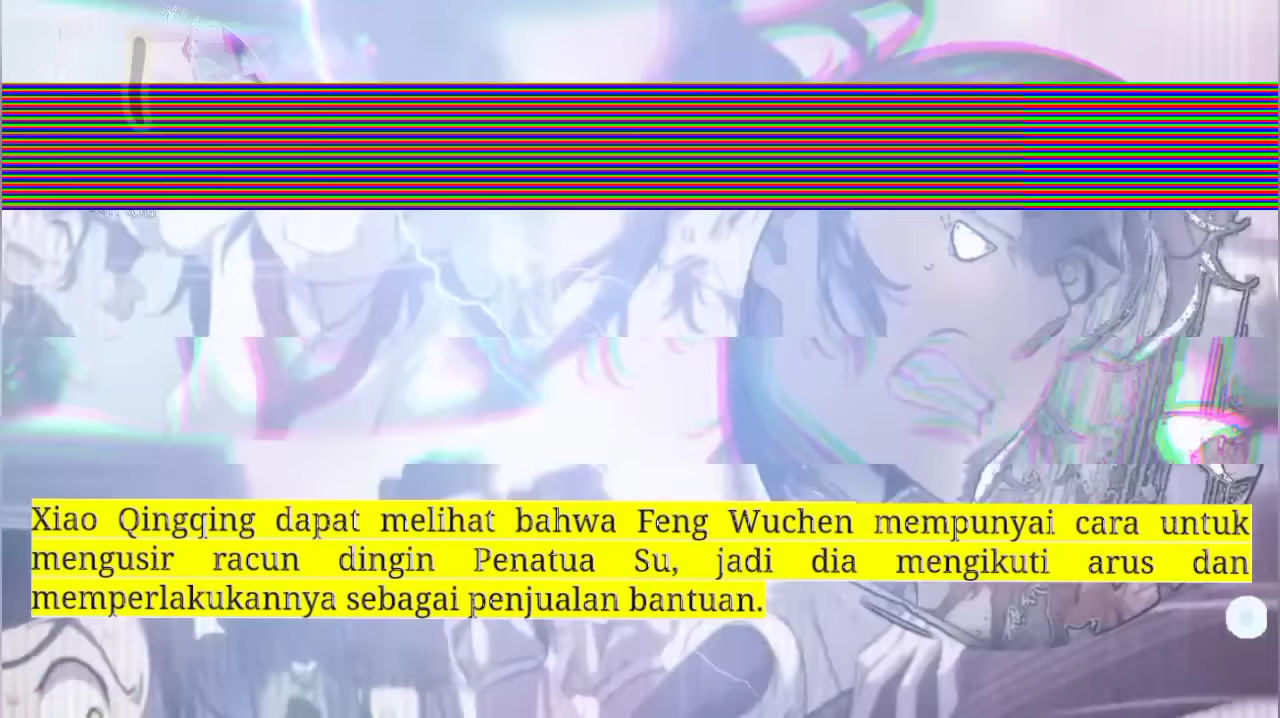 Xiao Qingqing dapat melihat bahwa Feng Wuchen mempunyai cara untuk
mengusir racun dingin Penatua Su, jadi dia mengikuti arus dan
memperlakukannya sebagai penjualan bantuan.